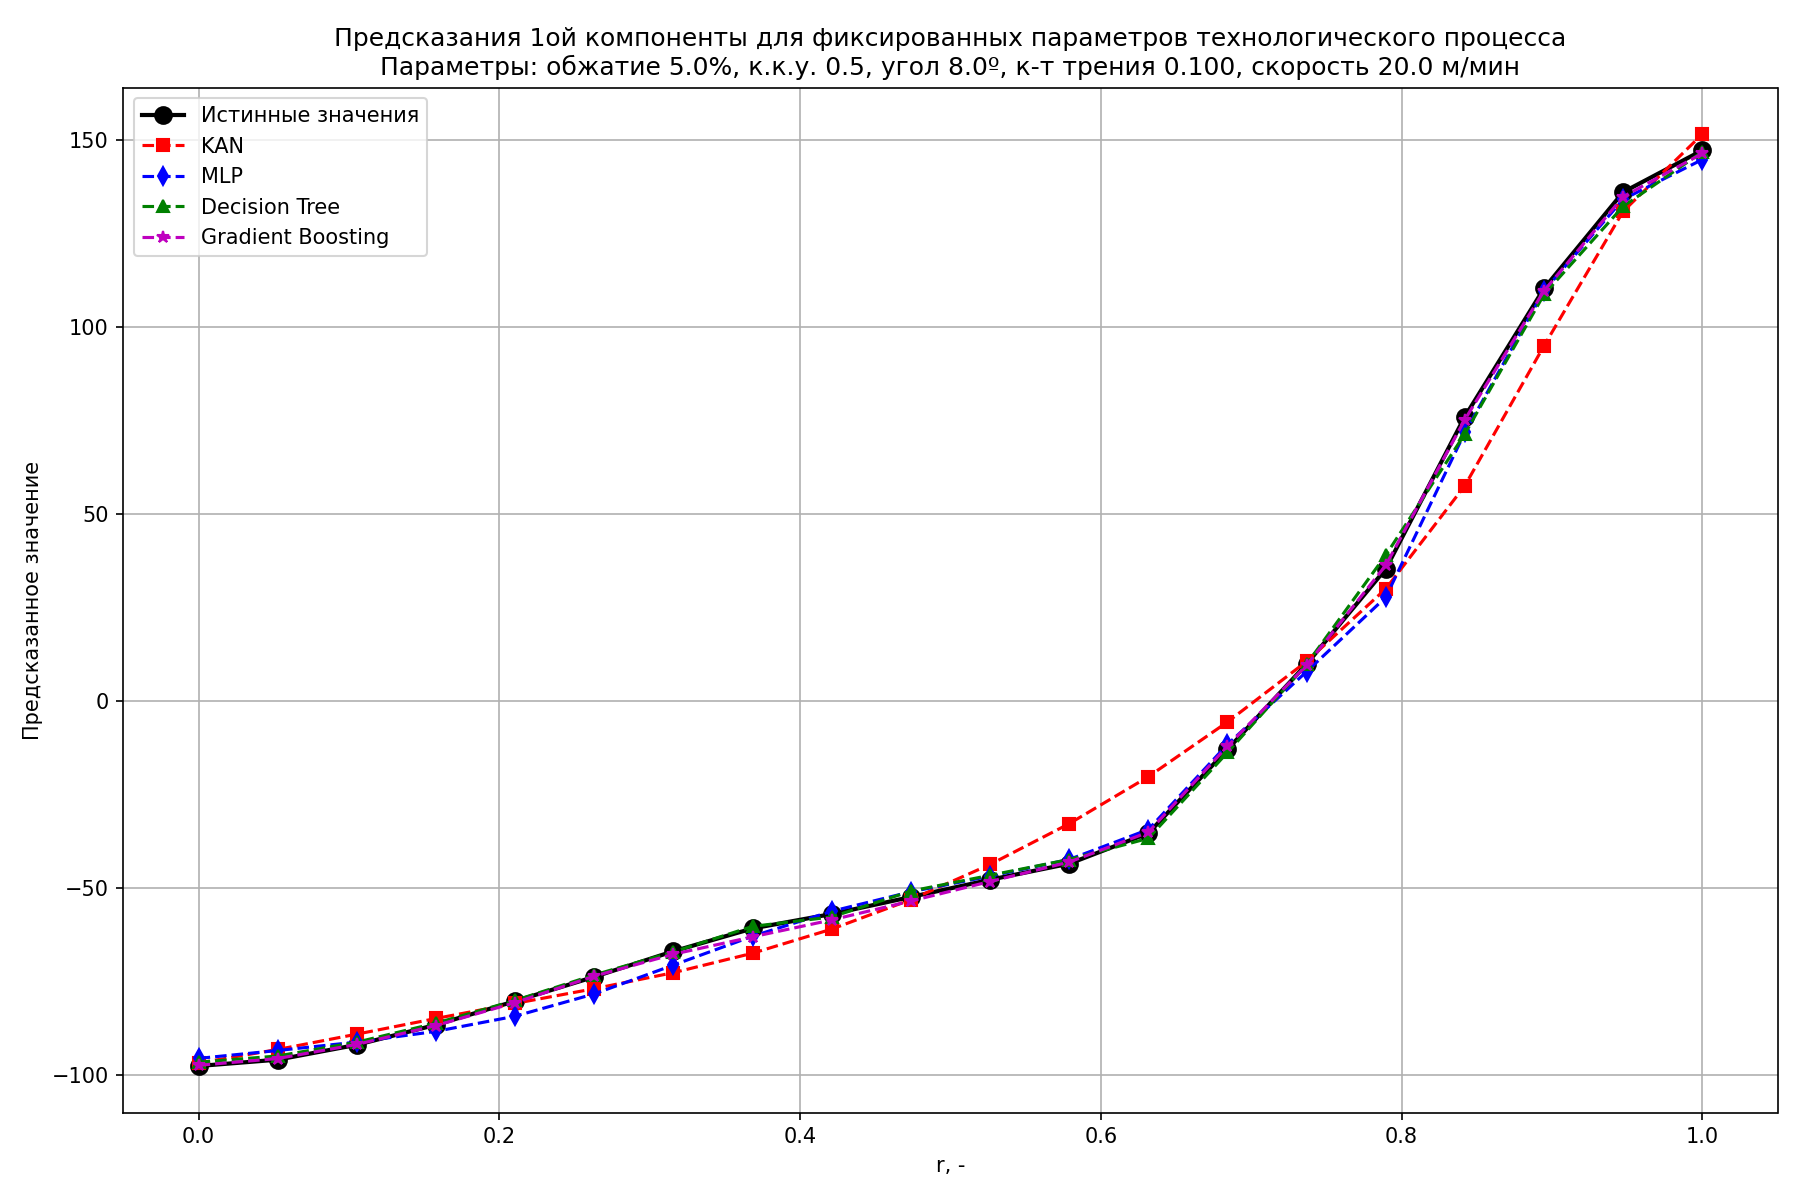 Предсказания 1ой компоненты для фиксированных параметров технологического процесса
Параметры: обжатие 5.0%, к.к.у. 0.5, угол 8.0º, к-т трения 0.100, скорость 20.0 м/мин
Истинные значения
KAN
MLP
Decision Tree
Gradient Boosting
150
100
50
0
−50
−100
Предсказанное значение
0.0 0.2 0.4 0.6 0.8 1.0
r, -